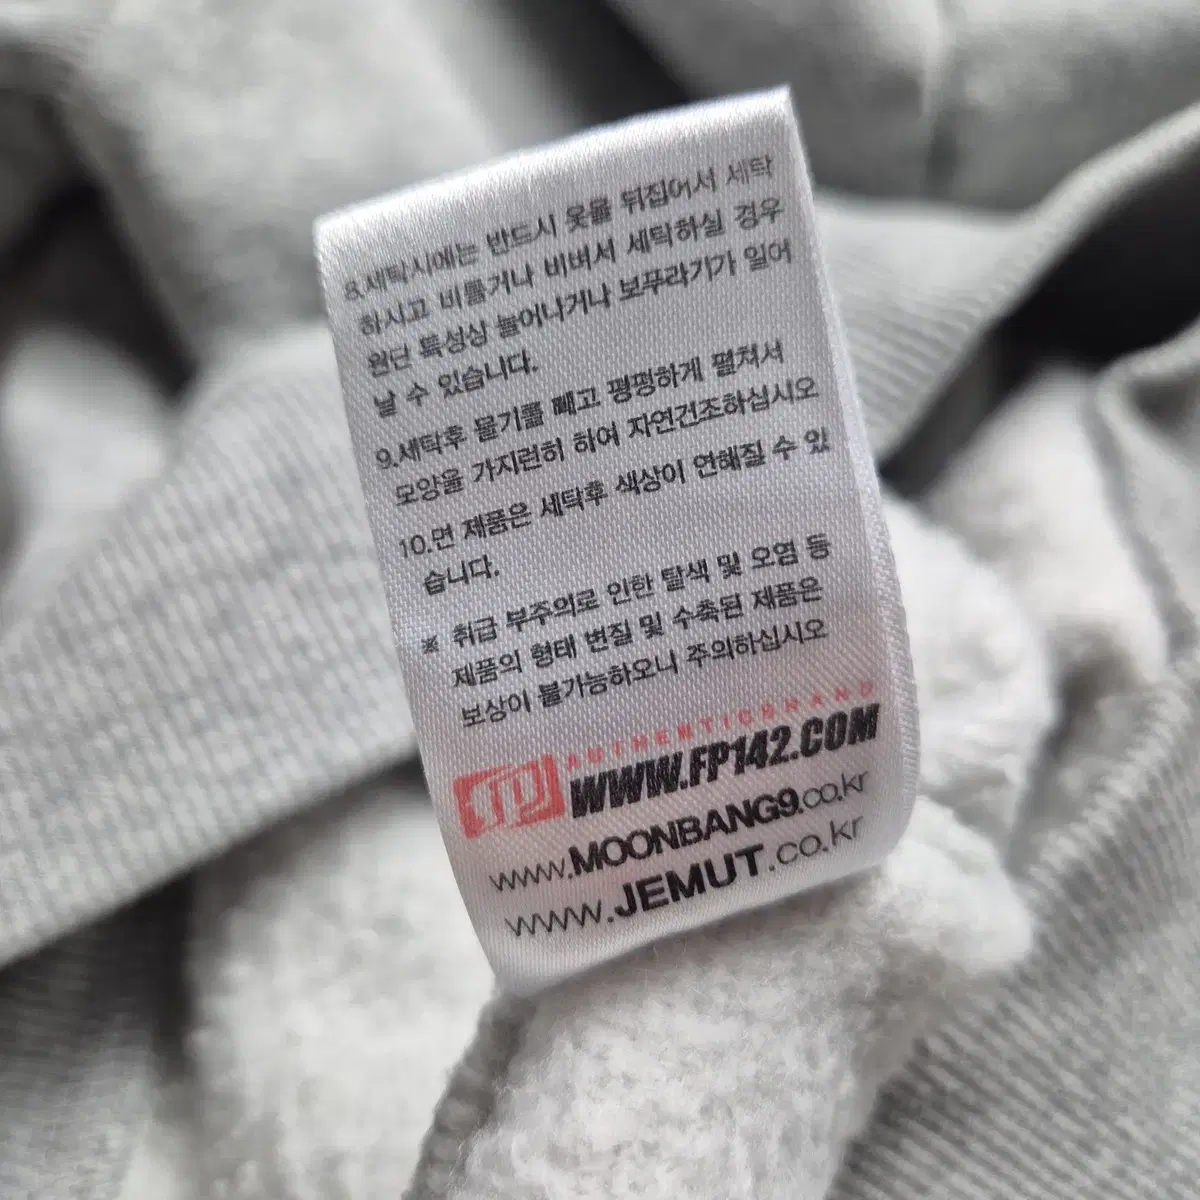 8.세탁시에는 반드시 옷을 뒤집어서 세탁
하시고 비틀거나 비벼서 세탁하실 경우
원단 특성상 늘어나거나 보푸라기가 일어
날 수 있습니다.
9.세탁후 물기를 빼고 평평하게 펼쳐서
모양을 가지런히 하여 자연건조하십시오
10.면 제품은 세탁후 색상이 연해질 수 있
습니다.
※ 취급 부주의로 인한 탈색 및 오염 등
제품의 형태 변질 및 수축된 제품은
보상이 불가능하오니 주의하십시오
AUTHENTICSHAND
WWW.FP142.COM
www.MOONBANG9.co.kr
www.JEMUT.co.kr